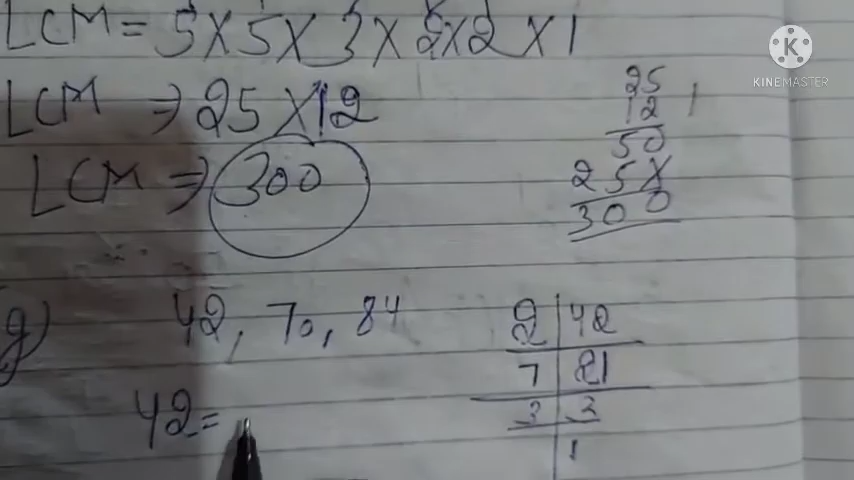 LCM = 5 X 5 X 3 X 2 X 2 X 1
25
12 1
50
25X
300
LCM ⇒ 25 X 12
LCM ⇒ 300
g) 42, 70, 84
42 =
2 | 42
7 | 21
3 | 3
| 1
K
KINEMASTER